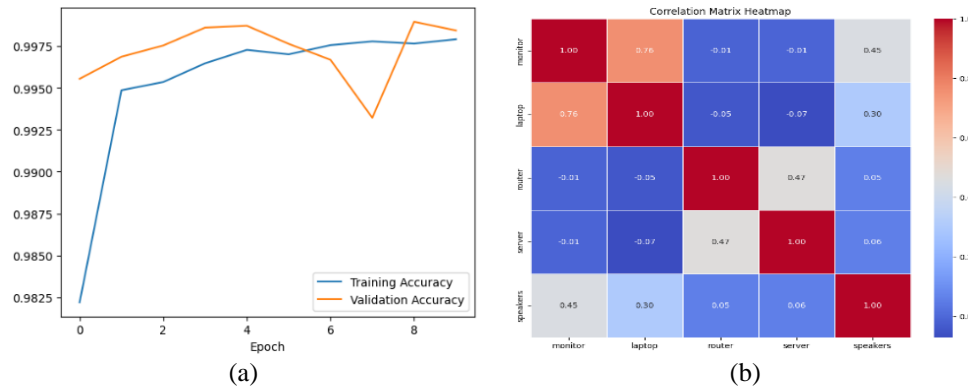 0.9975
0.9950
0.9925
0.9900
0.9875
0.9850
0.9825
Training Accuracy
Validation Accuracy
0 2 4 6 8
Epoch
(a)
Correlation Matrix Heatmap
monitor 1.00 0.76 -0.01 -0.01 0.45
laptop 0.76 1.00 -0.05 -0.07 0.30
router -0.01 -0.05 1.00 0.47 0.05
server -0.01 -0.07 0.47 1.00 0.06
speakers 0.45 0.30 0.05 0.06 1.00
monitor laptop router server speakers
(b)